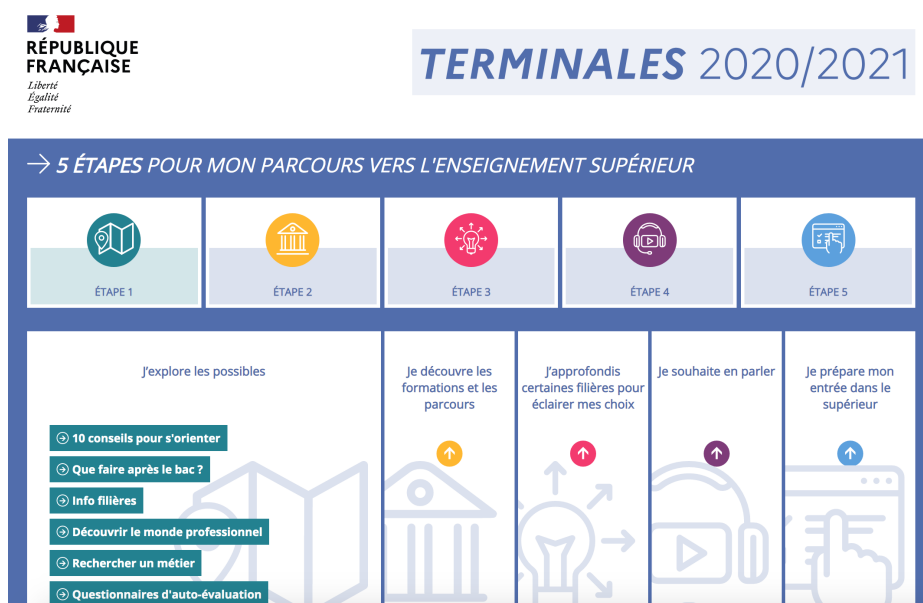 RÉPUBLIQUE
FRANÇAISE
Liberté
Égalité
Fraternité
TERMINALES 2020/2021
5 ÉTAPES POUR MON PARCOURS VERS L'ENSEIGNEMENT SUPÉRIEUR
ÉTAPE 1
ÉTAPE 2
ÉTAPE 3
ÉTAPE 4
ÉTAPE 5
J'explore les possibles
10 conseils pour s'orienter
Que faire après le bac ?
Info filières
Découvrir le monde professionnel
Rechercher un métier
Questionnaires d'auto-évaluation
Je découvre les
formations et les
parcours
J'approfondis
certaines filières pour
éclairer mes choix
Je souhaite en parler
Je prépare mon
entrée dans le
supérieur